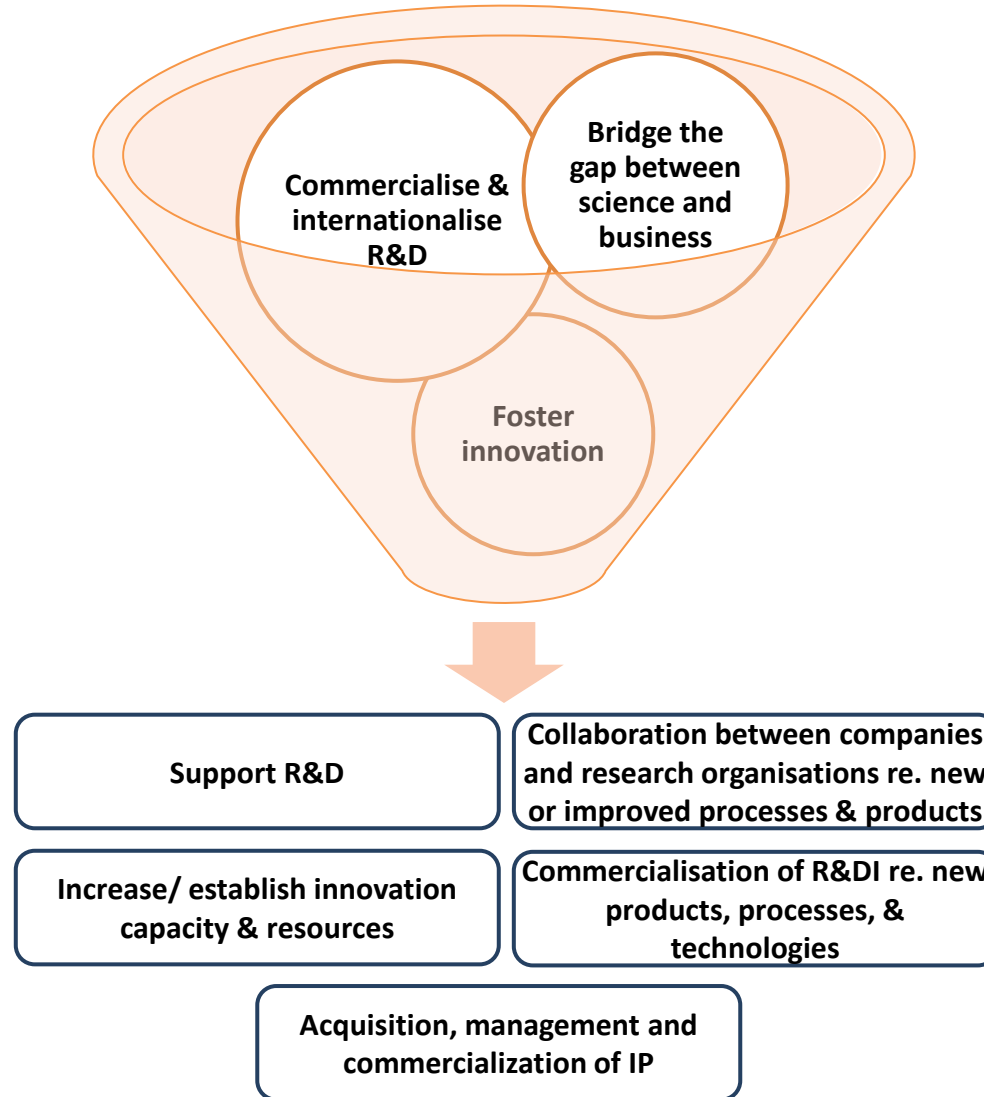 Commercialise &
internationalise
R&D
Bridge the
gap between
science and
business
Foster
innovation
Support R&D
Collaboration between companies
and research organisations re. new
or improved processes & products
Increase/ establish innovation
capacity & resources
Commercialisation of R&DI re. new
products, processes, &
technologies
Acquisition, management and
commercialization of IP